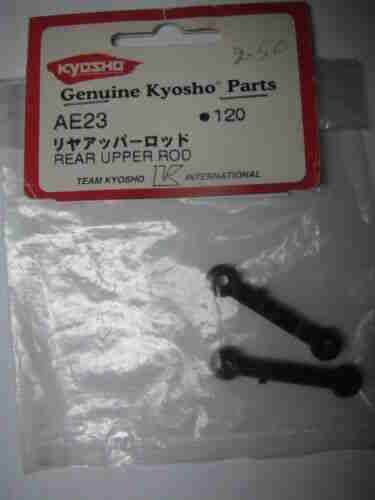 2-50
KYOSHO
Genuine Kyosho® Parts
AE23 ●120
リヤアッパーロッド
REAR UPPER ROD
TEAM KYOSHO K INTERNATIONAL